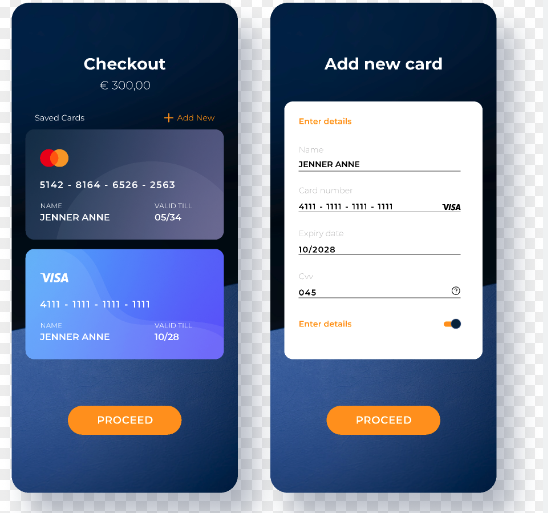 Checkout
€ 300,00
Saved Cards
+ Add New
5142 - 8164 - 6526 - 2563
NAME VALID TILL
JENNER ANNE 05/34
VISA
4111 - 1111 - 1111 - 1111
NAME VALID TILL
JENNER ANNE 10/28
PROCEED
Add new card
Enter details
Name
JENNER ANNE
Card number
4111 - 1111 - 1111 - 1111 VISA
Expiry date
10/2028
Cvv
045 ?
Enter details
PROCEED